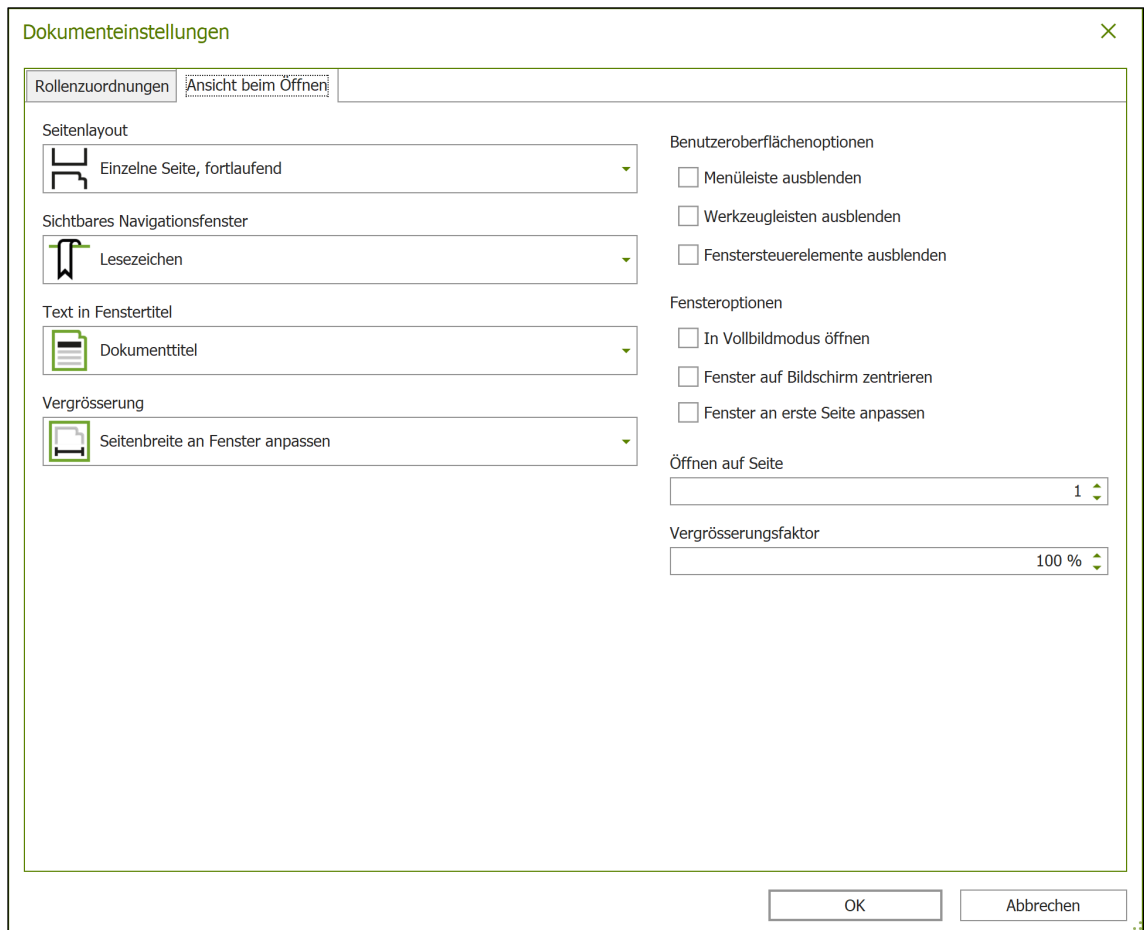 Dokumenteinstellungen
Rollenzuordnungen
Ansicht beim Öffnen
Seitenlayout
Einzelne Seite, fortlaufend
Sichtbares Navigationsfenster
Lesezeichen
Text in Fenstertitel
Dokumenttitel
Vergrösserung
Seitenbreite an Fenster anpassen
Benutzeroberflächenoptionen
Menüleiste ausblenden
Werkzeugleisten ausblenden
Fenstersteuerelemente ausblenden
Fensteroptionen
In Vollbildmodus öffnen
Fenster auf Bildschirm zentrieren
Fenster an erste Seite anpassen
Öffnen auf Seite
1
Vergrösserungsfaktor
100 %
OK
Abbrechen